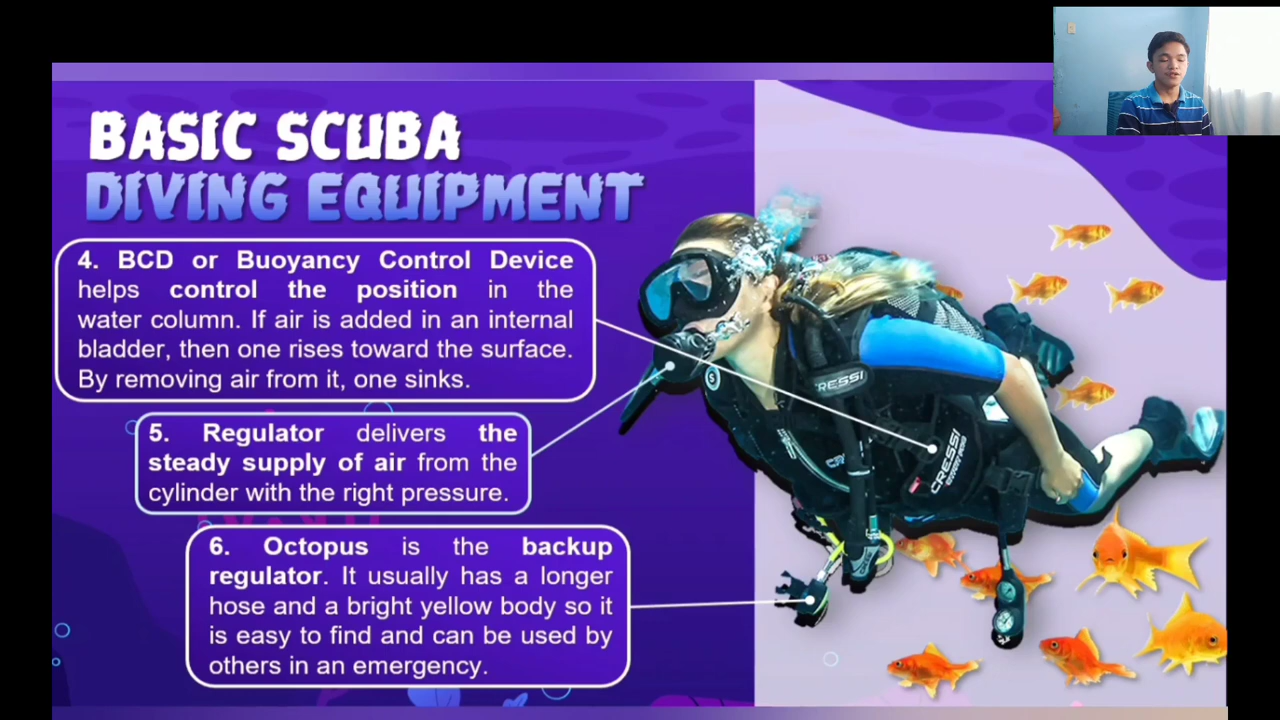 BASIC SCUBA
DIVING EQUIPMENT
4. BCD or Buoyancy Control Device
helps control the position in the
water column. If air is added in an internal
bladder, then one rises toward the surface.
By removing air from it, one sinks.
5. Regulator delivers the
steady supply of air from the
cylinder with the right pressure.
6. Octopus is the backup
regulator. It usually has a longer
hose and a bright yellow body so it
is easy to find and can be used by
others in an emergency.
CRESSI
CRESSI